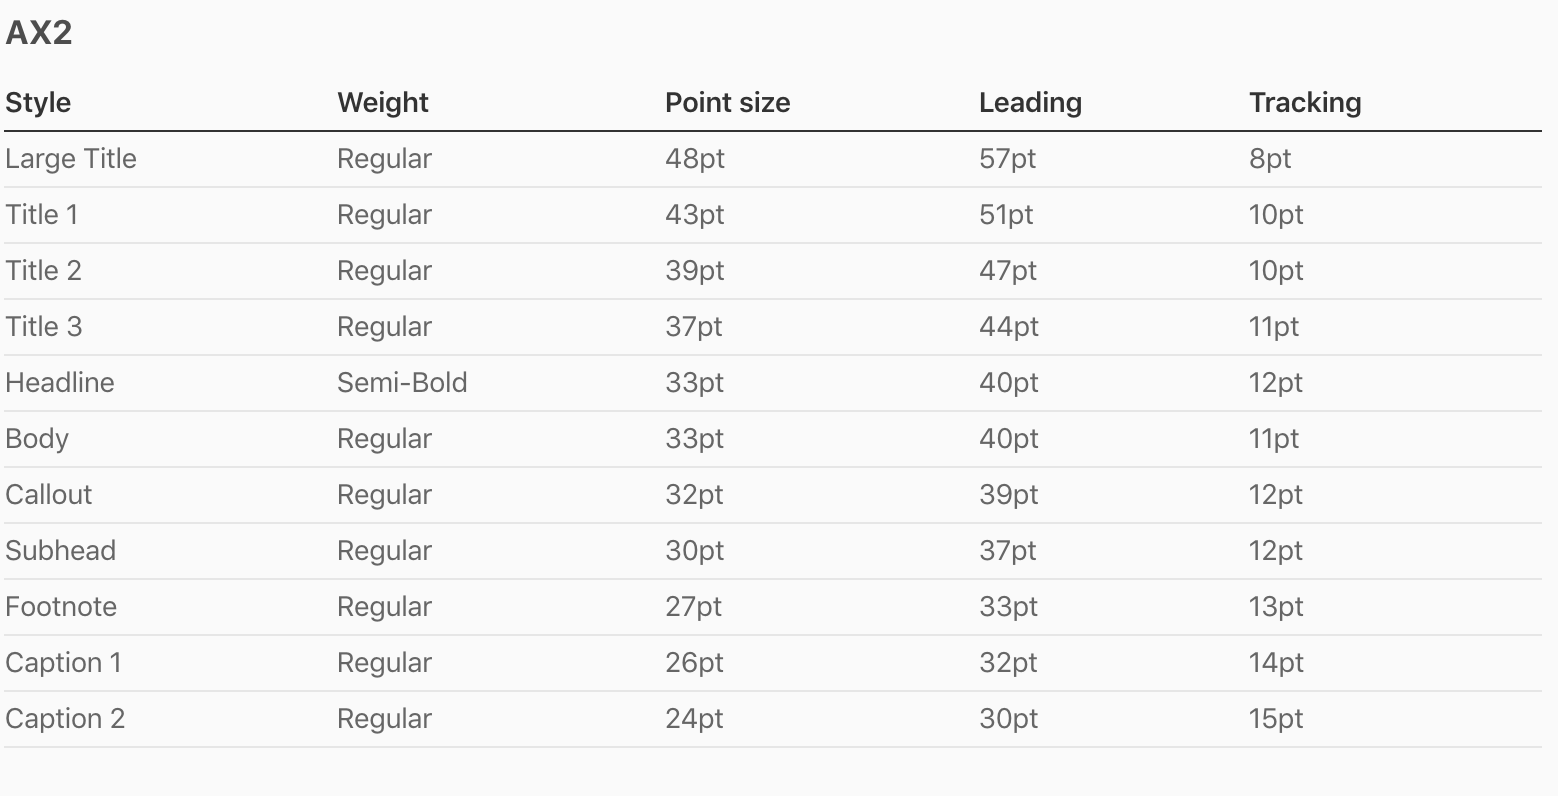 AX2
Style Weight Point size Leading Tracking
Large Title Regular 48pt 57pt 8pt
Title 1 Regular 43pt 51pt 10pt
Title 2 Regular 39pt 47pt 10pt
Title 3 Regular 37pt 44pt 11pt
Headline Semi-Bold 33pt 40pt 12pt
Body Regular 33pt 40pt 11pt
Callout Regular 32pt 39pt 12pt
Subhead Regular 30pt 37pt 12pt
Footnote Regular 27pt 33pt 13pt
Caption 1 Regular 26pt 32pt 14pt
Caption 2 Regular 24pt 30pt 15pt